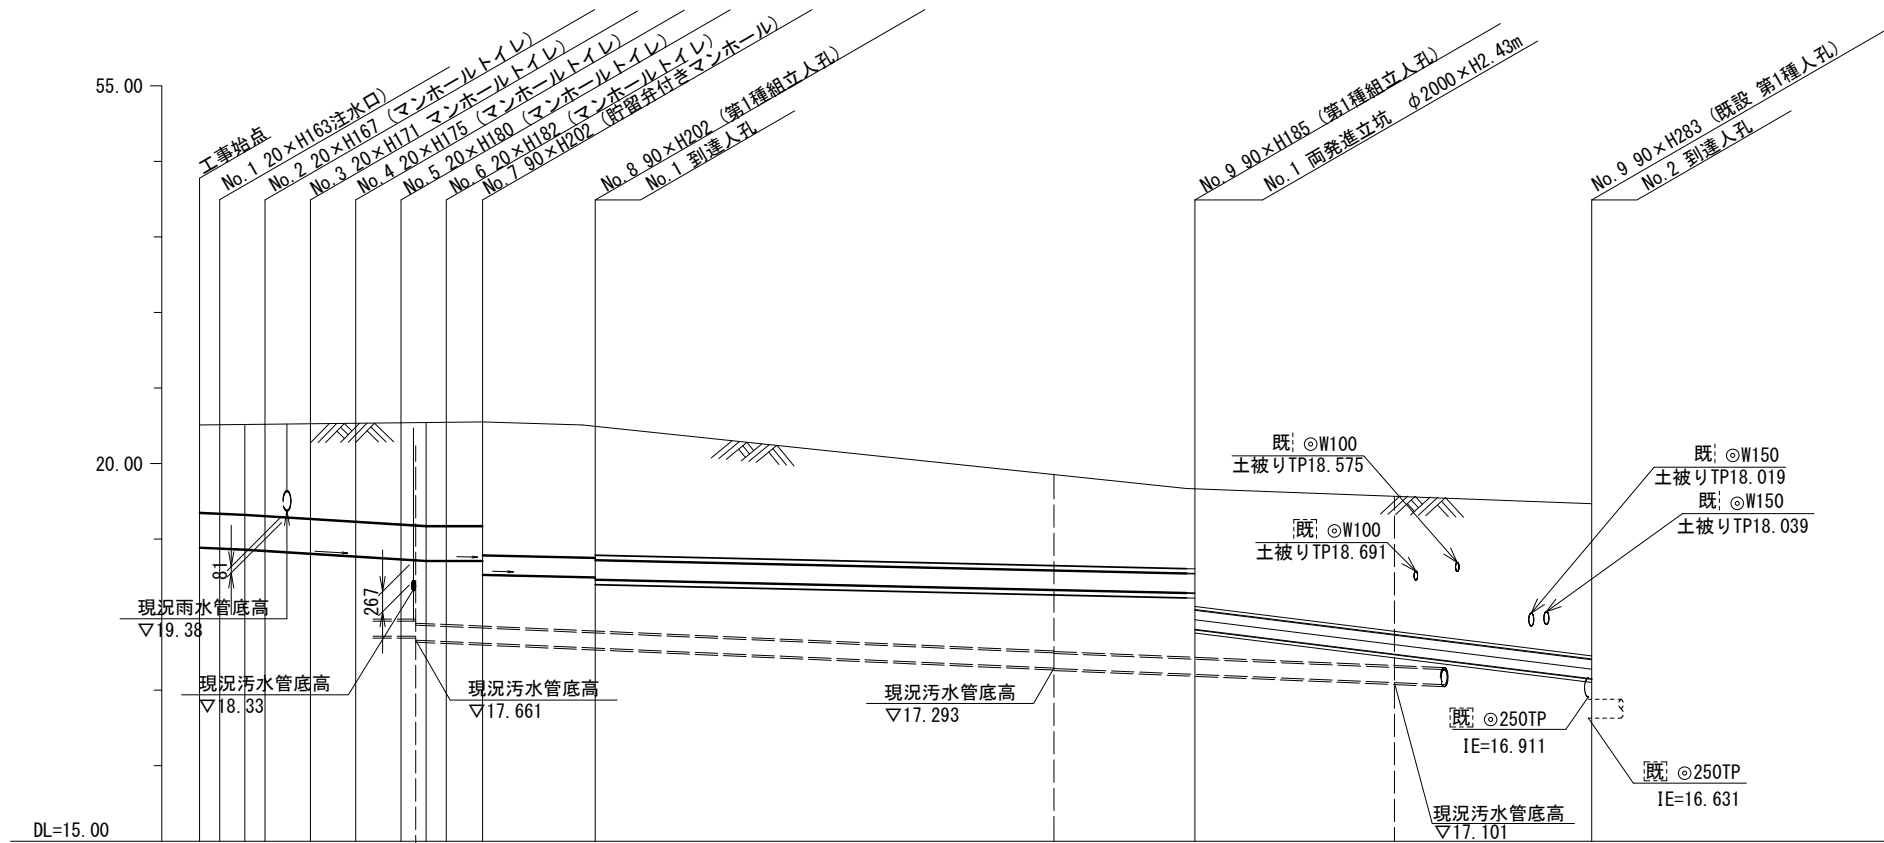 55.00
20.00
DL=15.00
工事始点
No.1 20×H163注水口)
No.2 20×H167 (マンホールトイレ)
No.3 20×H171 マンホールトイレ)
No.4 20×H175 (マンホールトイレ)
No.5 20×H180 (マンホールトイレ)
No.6 20×H182 (マンホールトイレ)
No.7 90×H202 (貯留弁付きマンホール)
No.8 90×H202 (第1種組立人孔)
No.1 到達人孔
No.9 90×H185 (第1種組立人孔)
No.1 両発進立坑 φ2000×H2.43m
No.9 90×H283 (既設 第1種人孔)
No.2 到達人孔
既 ◎W100
土被りTP18.575
既 ◎W100
土被りTP18.691
既 ◎W150
土被りTP18.019
既 ◎W150
土被りTP18.039
81
267
現況雨水管底高
▽19.38
現況汚水管底高
▽18.33
現況汚水管底高
▽17.661
現況汚水管底高
▽17.293
既 ◎250TP
IE=16.911
既 ◎250TP
IE=16.631
現況汚水管底高
▽17.101